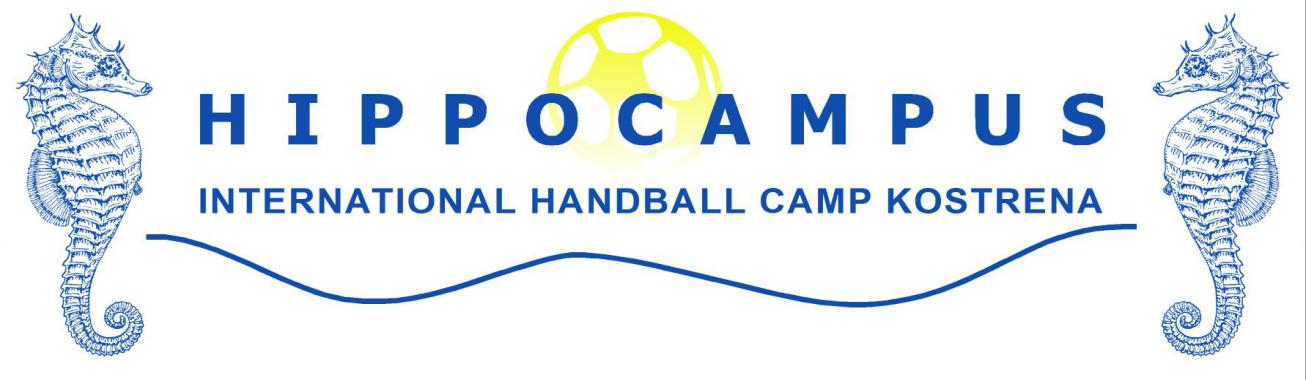 HIPPOCAMPUS
INTERNATIONAL HANDBALL CAMP KOSTRENA